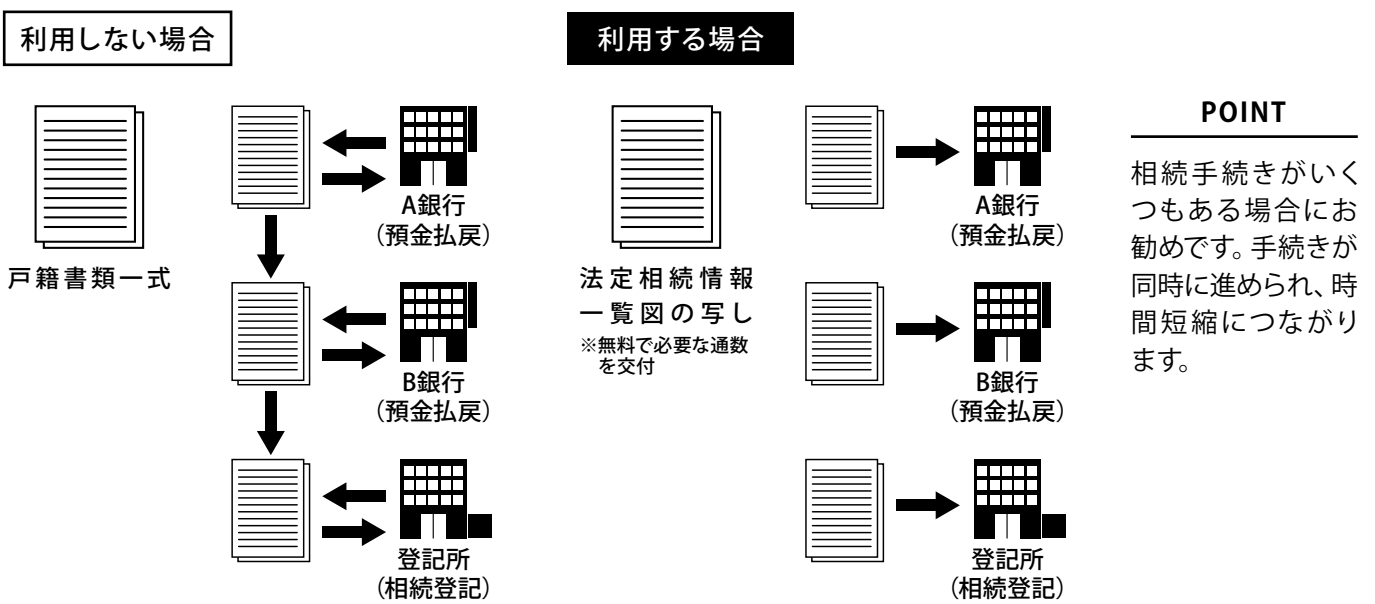 利用しない場合
戸籍書類一式
A銀行
（預金払戻）
B銀行
（預金払戻）
登記所
（相続登記）
利用する場合
法定相続情報
一覧図の写し
※無料で必要な通数
を交付
A銀行
（預金払戻）
B銀行
（預金払戻）
登記所
（相続登記）
POINT
相続手続きがいく
つもある場合にお
勧めです。手続きが
同時に進められ、時
間短縮につながり
ます。